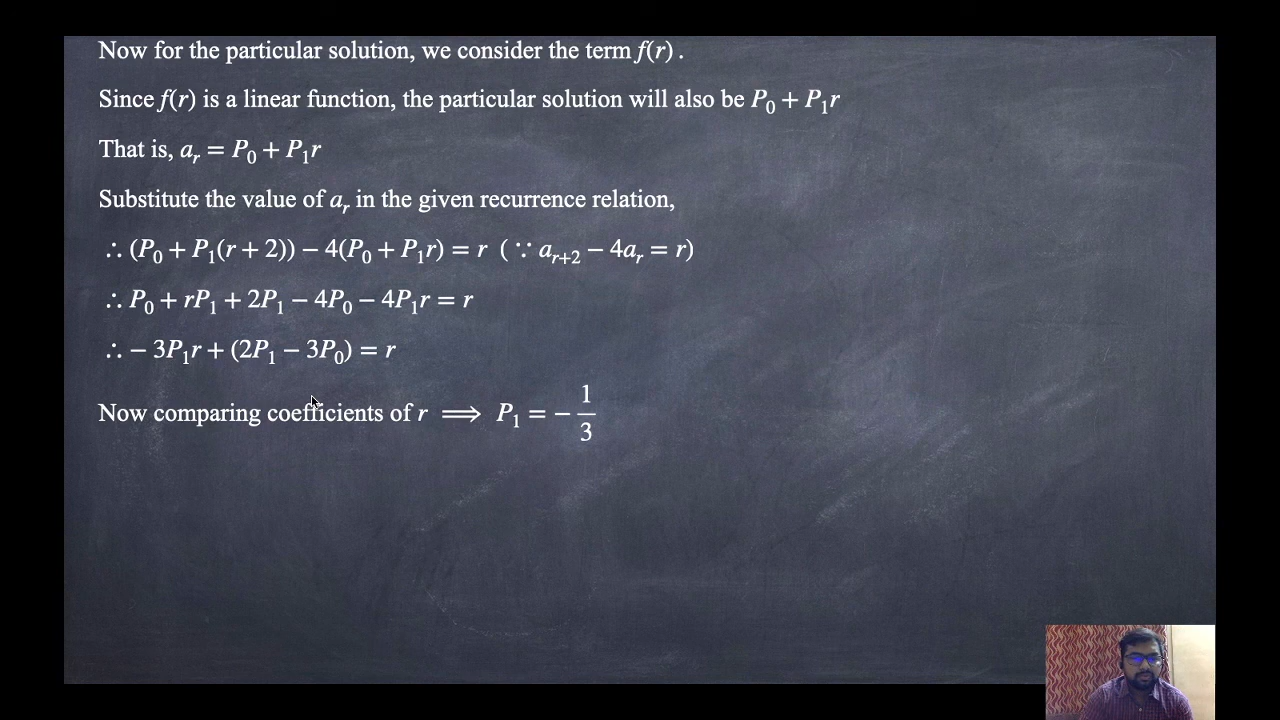 Now for the particular solution, we consider the term f(r) .
Since f(r) is a linear function, the particular solution will also be P₀ + P₁r
That is, aᵣ = P₀ + P₁r
Substitute the value of aᵣ in the given recurrence relation,
∴ (P₀ + P₁(r + 2)) − 4(P₀ + P₁r) = r ( ∵ aᵣ₊₂ − 4aᵣ = r)
∴ P₀ + rP₁ + 2P₁ − 4P₀ − 4P₁r = r
∴ − 3P₁r + (2P₁ − 3P₀) = r
Now comparing coefficients of r ⟹ P₁ = − 1/3